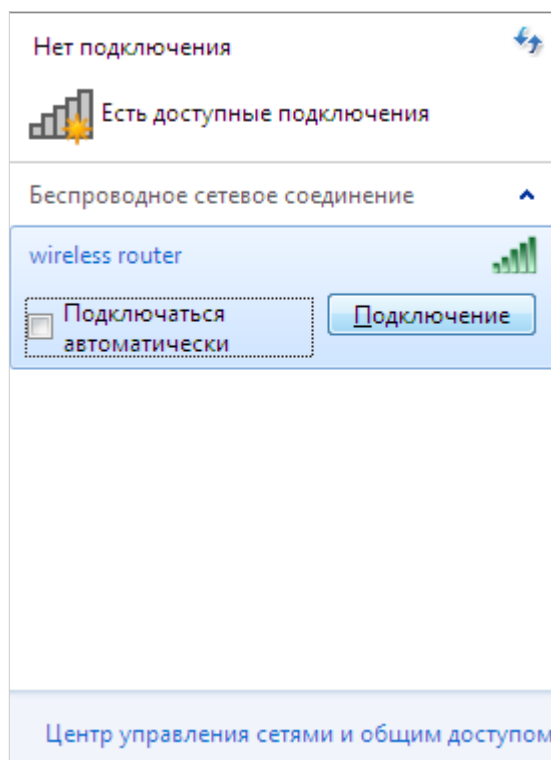 Нет подключения
Есть доступные подключения
Беспроводное сетевое соединение
wireless router
Подключаться
автоматически
Подключение
Центр управления сетями и общим доступом